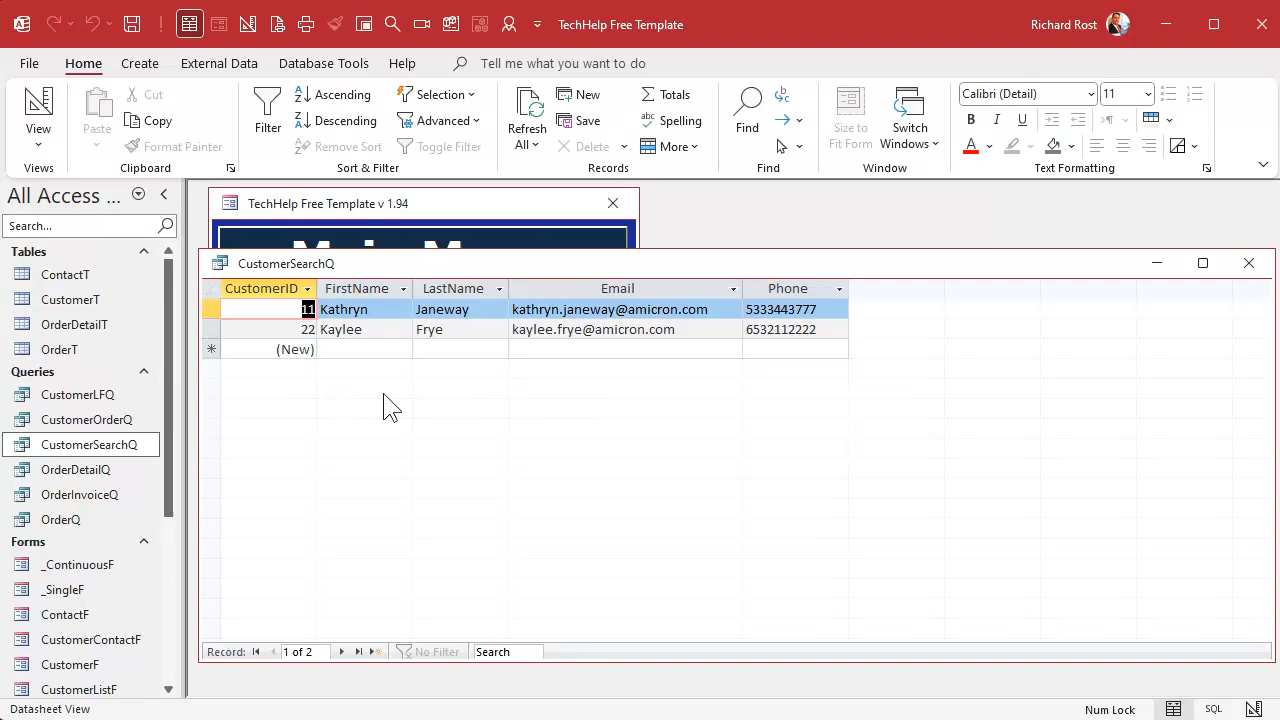 TechHelp Free Template
Richard Rost
File Home Create External Data Database Tools Help Tell me what you want to do
View
Views
Paste
Cut
Copy
Format Painter
Clipboard
Filter
Ascending
Descending
Remove Sort
Selection
Advanced
Toggle Filter
Sort & Filter
Refresh
All
New
Save
Delete
Totals
Spelling
More
Records
Find
Find
Size to
Fit Form
Switch
Windows
Window
Calibri (Detail) 11
B I U
Text Formatting
All Access ...
Search...
Tables
ContactT
CustomerT
OrderDetailT
OrderT
Queries
CustomerLFQ
CustomerOrderQ
CustomerSearchQ
OrderDetailQ
OrderInvoiceQ
OrderQ
Forms
_ContinuousF
_SingleF
ContactF
CustomerContactF
CustomerF
CustomerListF
TechHelp Free Template v 1.94
CustomerSearchQ
CustomerID FirstName LastName Email Phone
11 Kathryn Janeway kathryn.janeway@amicron.com 5333443777
22 Kaylee Frye kaylee.frye@amicron.com 6532112222
(New)
Record: 1 of 2 No Filter Search
Datasheet View
Num Lock SQL